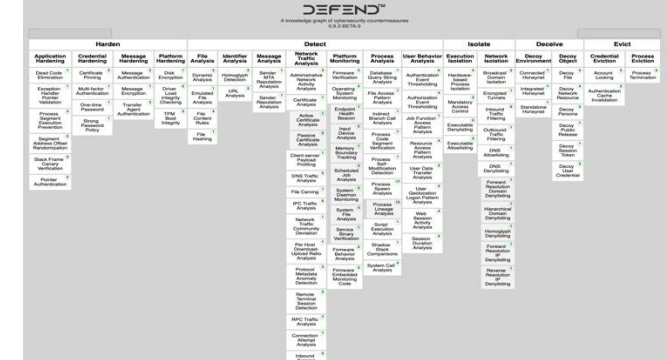 DEFEND™
A knowledge graph of cybersecurity countermeasures
0.9.2-BETA-3
Harden
Detect
Isolate
Deceive
Evict
Application Hardening
Credential Hardening
Message Hardening
Platform Hardening
File Analysis
Identifier Analysis
Message Analysis
Network Traffic Analysis
Platform Monitoring
Process Analysis
User Behavior Analysis
Execution Isolation
Network Isolation
Decoy Environment
Decoy Object
Credential Eviction
Process Eviction
Dead Code Elimination
Exception Handler Pointer Validation
Process Segment Execution Prevention
Segment Address Offset Randomization
Stack Frame Canary Verification
Pointer Authentication
Certificate Pinning
Multi-factor Authentication
One-time Password
Strong Password Policy
Message Authentication
Message Encryption
Transfer Agent Authentication
Disk Encryption
Driver Load Integrity Checking
TPM Boot Integrity
Dynamic Analysis
Emulated File Analysis
File Content Rules
File Hashing
Homoglyph Detection
URL Analysis
Sender MTA Reputation Analysis
Sender Reputation Analysis
Administrative Network Activity Analysis
Certificate Analysis
Active Certificate Analysis
Passive Certificate Analysis
Client-server Payload Profiling
DNS Traffic Analysis
File Carving
IPC Traffic Analysis
Network Traffic Community Deviation
Per Host Download-Upload Ratio Analysis
Protocol Metadata Anomaly Detection
Remote Terminal Session Detection
RPC Traffic Analysis
Connection Attempt Analysis
Inbound
Firmware Verification
Operating System Monitoring
Endpoint Health Beacon
Input Device Analysis
Memory Boundary Tracking
Scheduled Job Analysis
System Daemon Monitoring
System File Analysis
Service Binary Verification
Firmware Behavior Analysis
Firmware Embedded Monitoring Code
Database Query String Analysis
File Access Pattern Analysis
Indirect Branch Call Analysis
Process Code Segment Verification
Process Self-Modification Detection
Process Spawn Analysis
Process Lineage Analysis
Script Execution Analysis
Shadow Stack Comparisons
System Call Analysis
Authentication Event Thresholding
Authorization Event Thresholding
Job Function Access Pattern Analysis
Resource Access Pattern Analysis
User Data Transfer Analysis
User Geolocation Logon Pattern Analysis
Web Session Activity Analysis
Session Duration Analysis
Hardware-based Process Isolation
Mandatory Access Control
Executable Denylisting
Executable Allowlisting
Broadcast Domain Isolation
Encrypted Tunnels
Inbound Traffic Filtering
Outbound Traffic Filtering
DNS Allowlisting
DNS Denylisting
Forward Resolution Domain Denylisting
Hierarchical Domain Denylisting
Homoglyph Denylisting
Forward Resolution IP Denylisting
Reverse Resolution IP Denylisting
Connected Honeynet
Integrated Honeynet
Standalone Honeynet
Decoy File
Decoy Network Resource
Decoy Persona
Decoy Public Release
Decoy Session Token
Decoy User Credential
Account Locking
Authentication Cache Invalidation
Process Termination